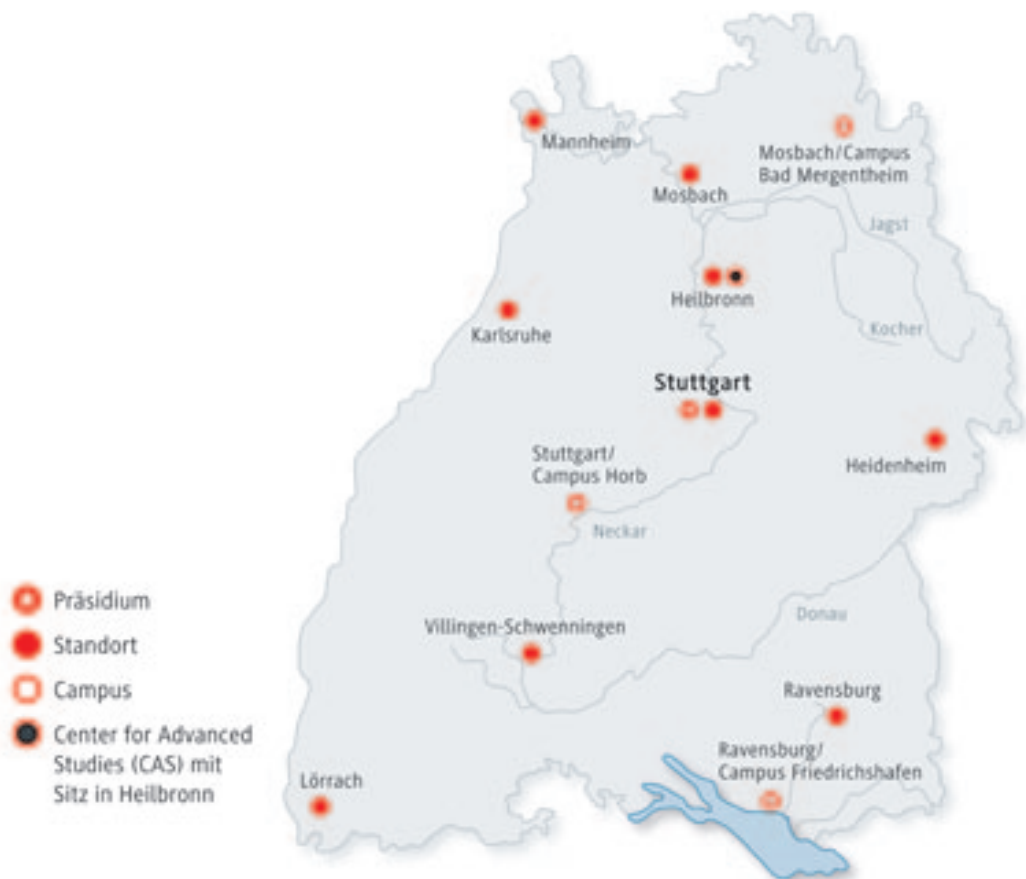 Mannheim
Mosbach/Campus
Bad Mergentheim
Mosbach
Jagst
Heilbronn
Kocher
Karlsruhe
Stuttgart
Heidenheim
Stuttgart/
Campus Horb
Neckar
Präsidium
Donau
Villingen-Schwenningen
Standort
Campus
Ravensburg
Center for Advanced
Studies (CAS) mit
Sitz in Heilbronn
Ravensburg/
Campus Friedrichshafen
Lörrach